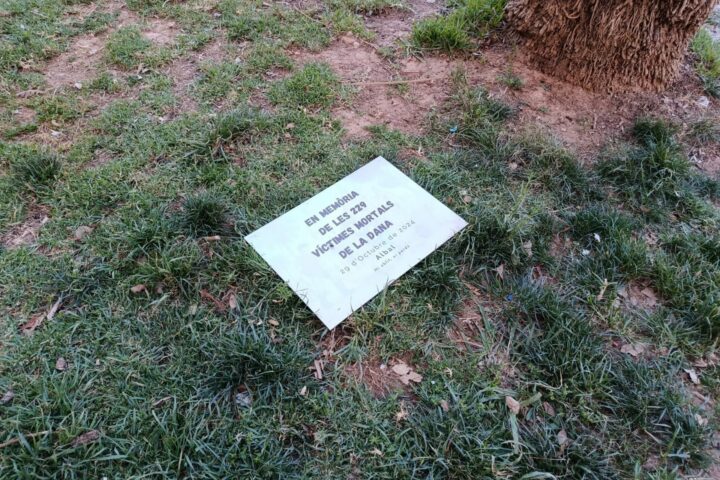 EN MEMÒRIA
DE LES 229
VÍCTIMES MORTALS
DE LA DANA
29 d'Octubre de 2024
Albal